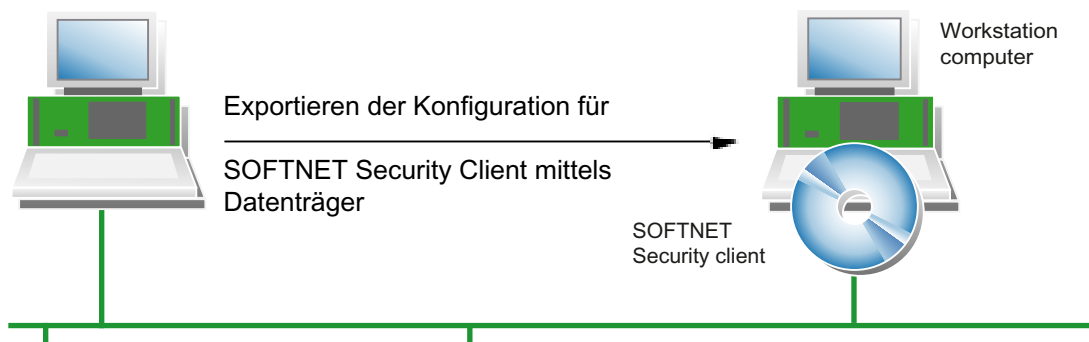 Workstation
computer
Exportieren der Konfiguration für
SOFTNET Security Client mittels
Datenträger
SOFTNET
Security client